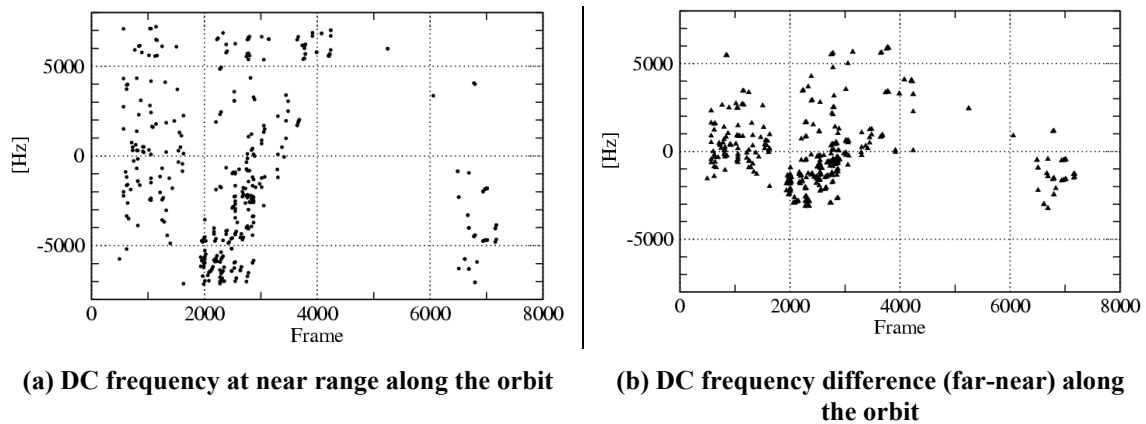 5000
0
-5000
[Hz]
0 2000 4000 6000 8000
Frame
(a) DC frequency at near range along the orbit
5000
0
-5000
[Hz]
0 2000 4000 6000 8000
Frame
(b) DC frequency difference (far-near) along
the orbit